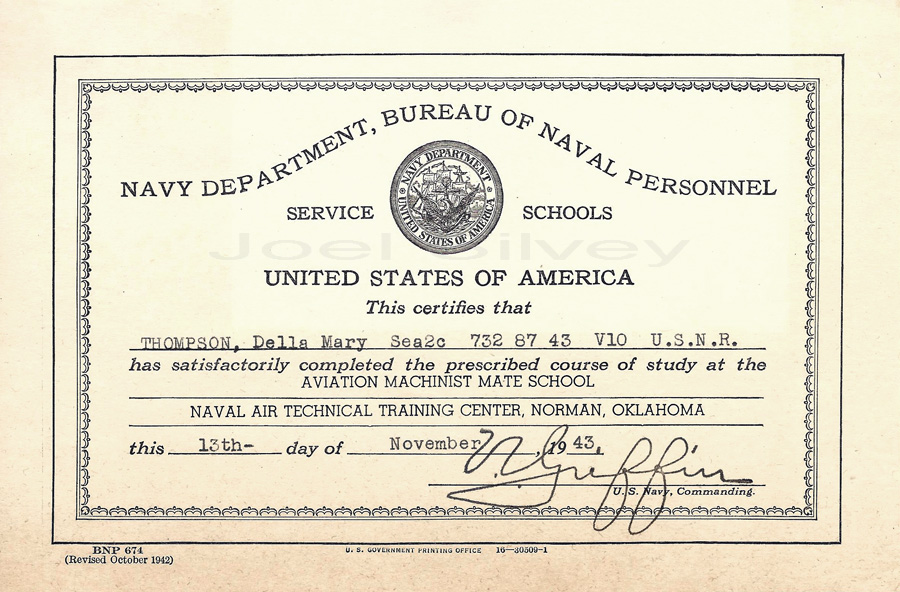 NAVY DEPARTMENT, BUREAU OF NAVAL PERSONNEL
SERVICE SCHOOLS
NAVY DEPARTMENT
UNITED STATES OF AMERICA
Joel Silvey
UNITED STATES OF AMERICA
This certifies that
THOMPSON, Della Mary Sea2c 732 87 43 V10 U.S.N.R.
has satisfactorily completed the prescribed course of study at the
AVIATION MACHINIST MATE SCHOOL
NAVAL AIR TECHNICAL TRAINING CENTER, NORMAN, OKLAHOMA
this 13th- day of November, 19 43.
Griffin
U. S. Navy, Commanding.
BNP 674
(Revised October 1942)
U. S. GOVERNMENT PRINTING OFFICE 16—30509-1